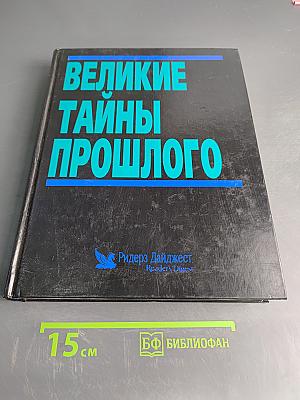 ВЕЛИКИЕ
ТАЙНЫ
ПРОШЛОГО
Ридерз Дайджест
Reader's Digest
15 см
БФ БИБЛИОФАН